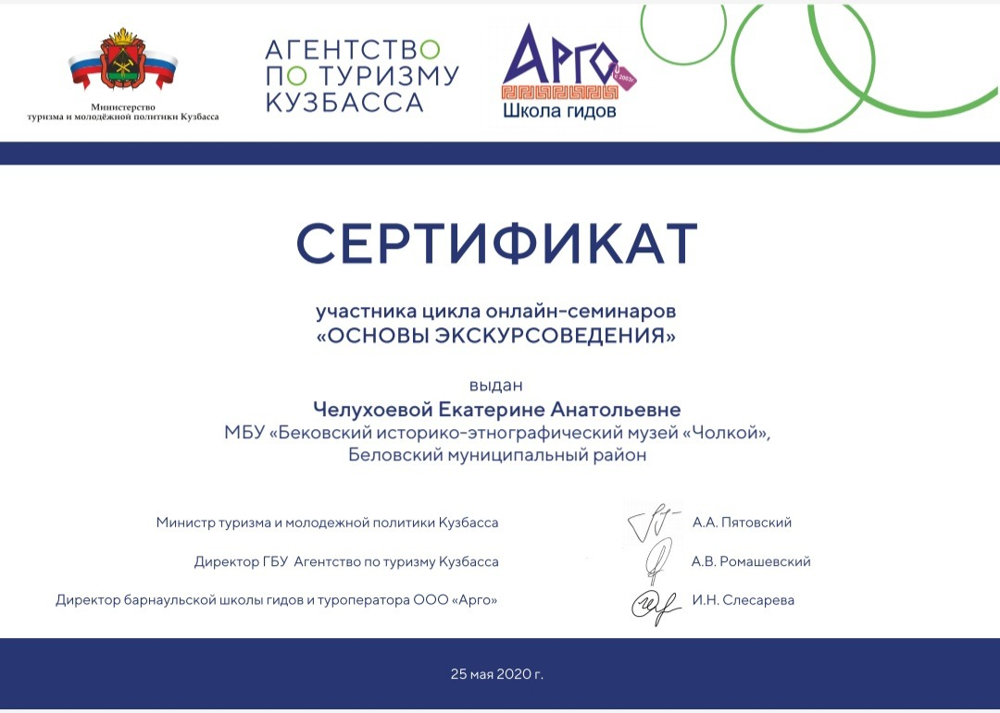 Министерство
туризма и молодёжной политики Кузбасса
АГЕНТСТВО
ПО ТУРИЗМУ
КУЗБАССА
Арго
с 2003г
Школа гидов
СЕРТИФИКАТ
участника цикла онлайн-семинаров
«ОСНОВЫ ЭКСКУРСОВЕДЕНИЯ»
выдан
Челухоевой Екатерине Анатольевне
МБУ «Бековский историко-этнографический музей «Чолкой»,
Беловский муниципальный район
Министр туризма и молодежной политики Кузбасса А.А. Пятовский
Директор ГБУ Агентство по туризму Кузбасса А.В. Ромашевский
Директор барнаульской школы гидов и туроператора ООО «Арго» И.Н. Слесарева
25 мая 2020 г.